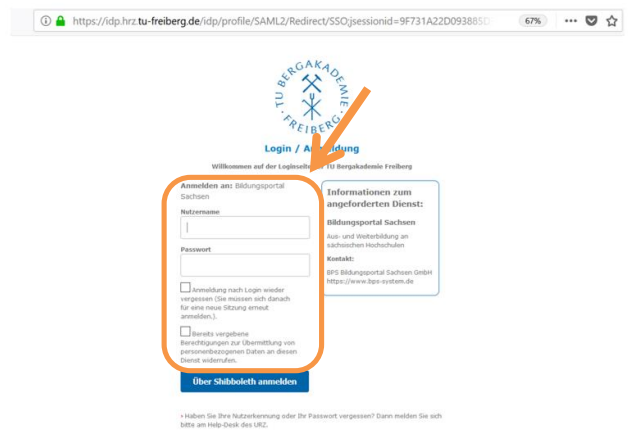 https://idp.hrz.tu-freiberg.de/idp/profile/SAML2/Redirect/SSO;jsessionid=9F731A22D093885D
67%
TU BERGAKADEMIE FREIBERG
Login / Anmeldung
Willkommen auf der Loginseite TU Bergakademie Freiberg
Anmelden an: Bildungsportal
Sachsen
Nutzername
Passwort
Anmeldung nach Login wieder
vergessen (Sie müssen sich danach
für eine neue Sitzung erneut
anmelden.).
Bereits vergebene
Berechtigungen zur Übermittlung von
personenbezogenen Daten an diesen
Dienst widerrufen.
Über Shibboleth anmelden
Informationen zum
angeforderten Dienst:
Bildungsportal Sachsen
Aus- und Weiterbildung an
sächsischen Hochschulen
Kontakt:
BPS Bildungsportal Sachsen GmbH
https://www.bps-system.de
› Haben Sie Ihre Nutzerkennung oder Ihr Passwort vergessen? Dann melden Sie sich
bitte am Help-Desk des URZ.